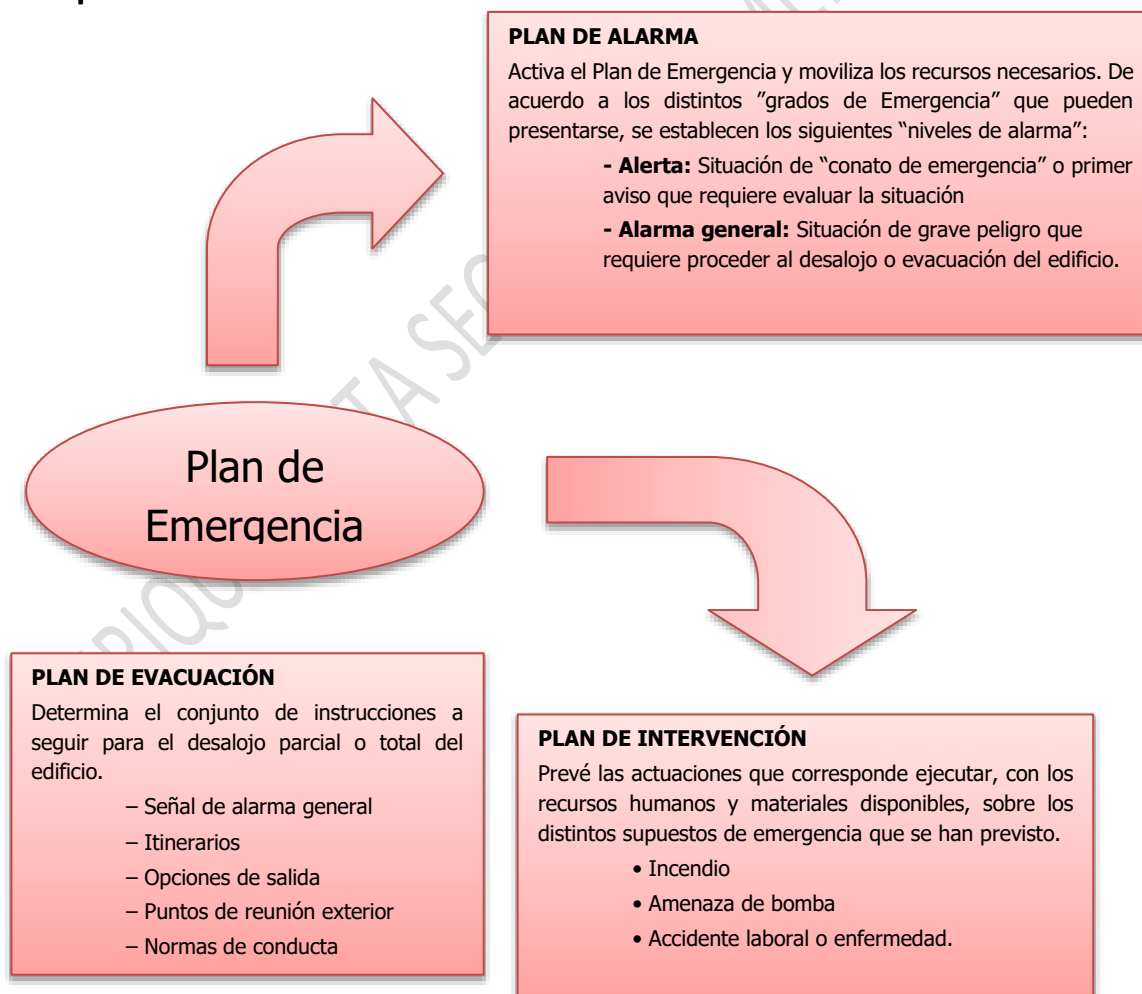 PLAN DE ALARMA
Activa el Plan de Emergencia y moviliza los recursos necesarios. De
acuerdo a los distintos ”grados de Emergencia” que pueden
presentarse, se establecen los siguientes “niveles de alarma”:
- Alerta: Situación de “conato de emergencia” o primer
aviso que requiere evaluar la situación
- Alarma general: Situación de grave peligro que
requiere proceder al desalojo o evacuación del edificio.
Plan de
Emergencia
PLAN DE EVACUACIÓN
Determina el conjunto de instrucciones a
seguir para el desalojo parcial o total del
edificio.
– Señal de alarma general
– Itinerarios
– Opciones de salida
– Puntos de reunión exterior
– Normas de conducta
PLAN DE INTERVENCIÓN
Prevé las actuaciones que corresponde ejecutar, con los
recursos humanos y materiales disponibles, sobre los
distintos supuestos de emergencia que se han previsto.
• Incendio
• Amenaza de bomba
• Accidente laboral o enfermedad.